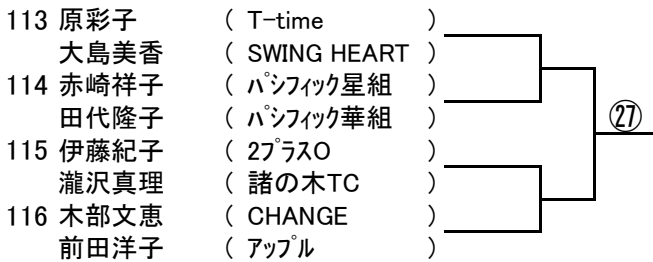 113 原彩子 ( T-time )
大島美香 ( SWING HEART )
114 赤崎祥子 ( ﾊﾟｼﾌｨｯｸ星組 )
田代隆子 ( ﾊﾟｼﾌｨｯｸ華組 )
115 伊藤紀子 ( 2ﾌﾟﾗｽO )
瀧沢真理 ( 諸の木TC )
116 木部文恵 ( CHANGE )
前田洋子 ( ｱｯﾌﾟﾙ )
㉗